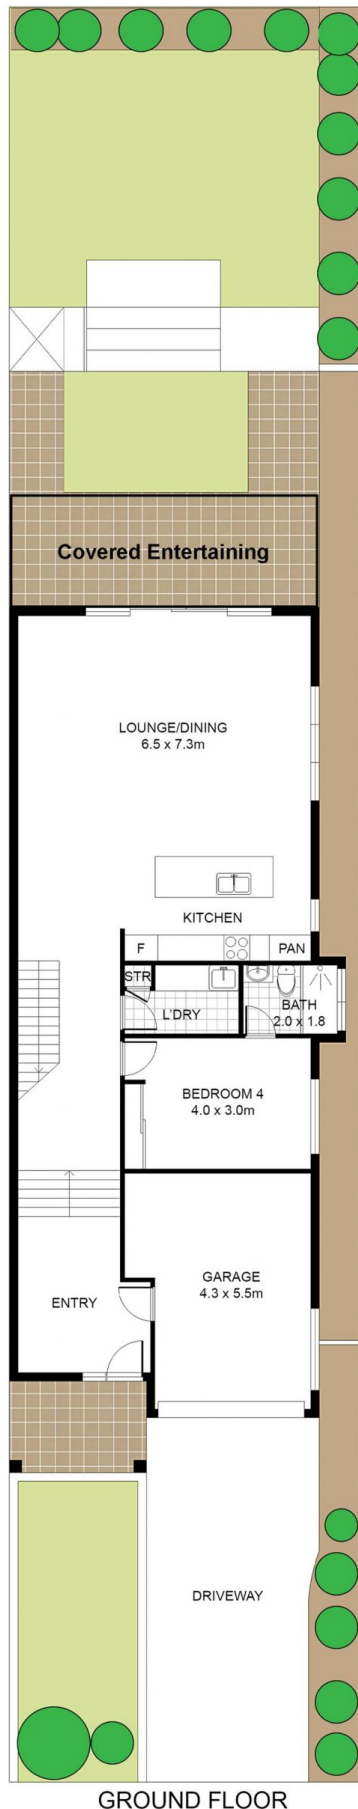 Covered Entertaining
LOUNGE/DINING
6.5 x 7.3m
KITCHEN
F
PAN
STR
L'DRY
BATH
2.0 x 1.8
BEDROOM 4
4.0 x 3.0m
GARAGE
4.3 x 5.5m
ENTRY
DRIVEWAY
GROUND FLOOR